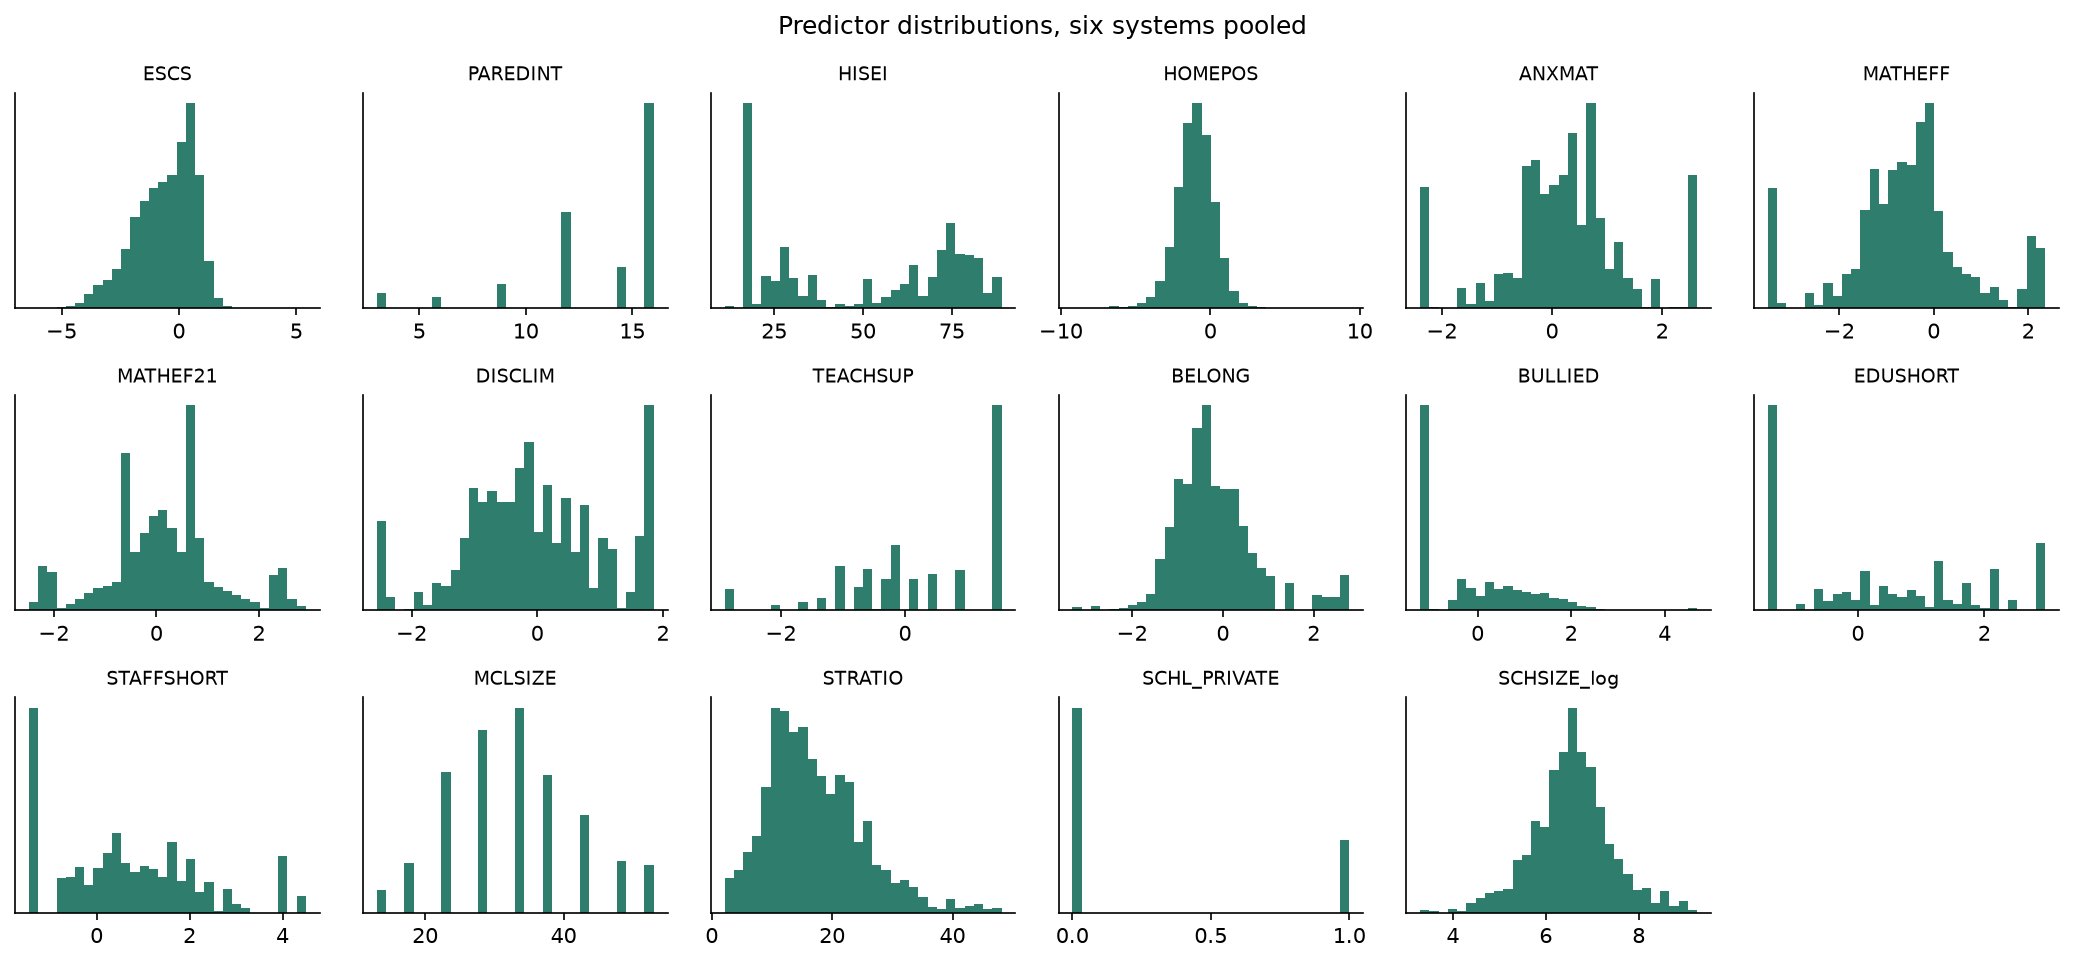 Predictor distributions, six systems pooled
ESCS PAREDINT HISEI HOMEPOS ANXMAT MATHEFF
−5 0 5 5 10 15 25 50 75 −10 0 10 −2 0 2 −2 0 2
MATHEF21 DISCLIM TEACHSUP BELONG BULLIED EDUSHORT
−2 0 2 −2 0 2 −2 0 −2 0 2 0 2 4 0 2
STAFFSHORT MCLSIZE STRATIO SCHL_PRIVATE SCHSIZE_log
0 2 4 20 40 0 20 40 0.0 0.5 1.0 4 6 8